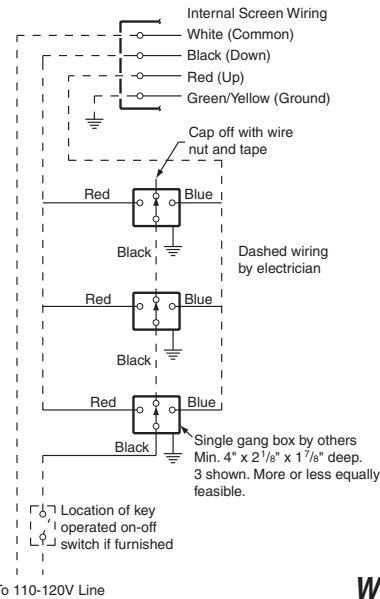 Internal Screen Wiring
White (Common)
Black (Down)
Red (Up)
Green/Yellow (Ground)
Cap off with wire
nut and tape
Red
Blue
Black
Dashed wiring
by electrician
Red
Blue
Black
Red
Blue
Black
Single gang box by others
Min. 4" x 2 1/8" x 1 7/8" deep.
3 shown. More or less equally
feasible.
Location of key
operated on-off
switch if furnished
To 110-120V Line
W